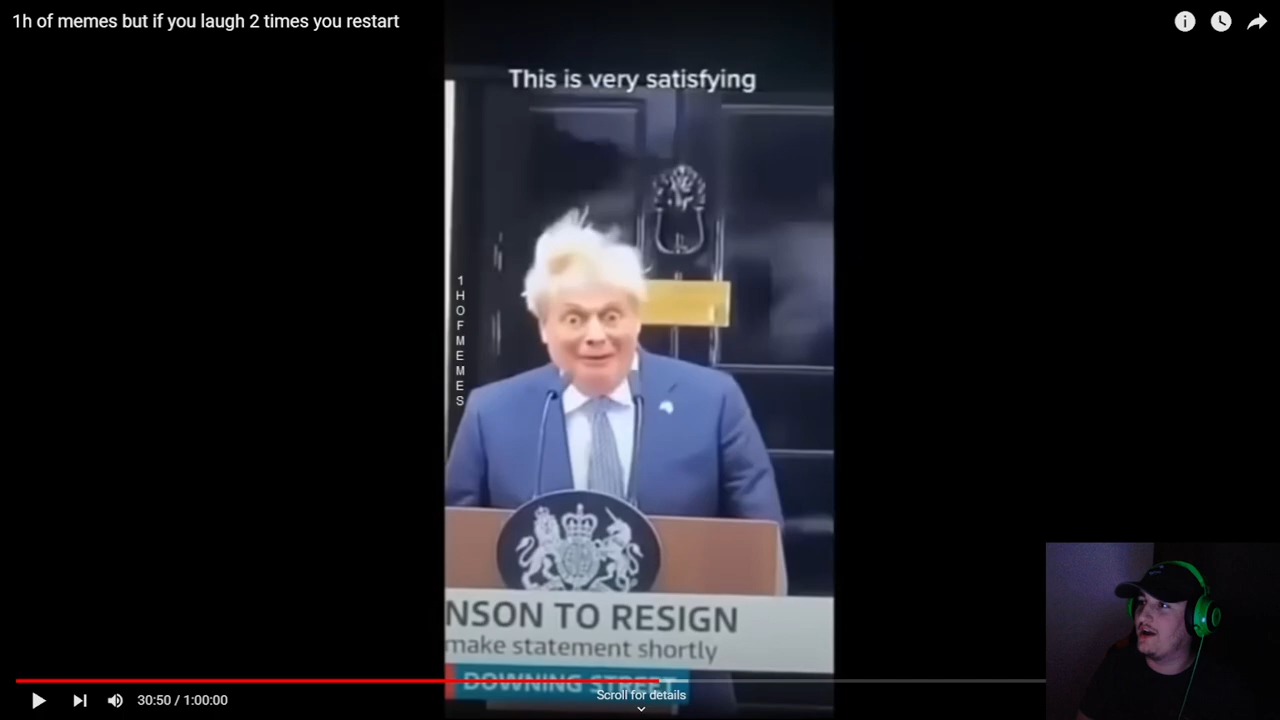 1h of memes but if you laugh 2 times you restart
This is very satisfying
1HOFMEMES
NSON TO RESIGN
make statement shortly
DOWNING STREET
Scroll for details
30:50 / 1:00:00